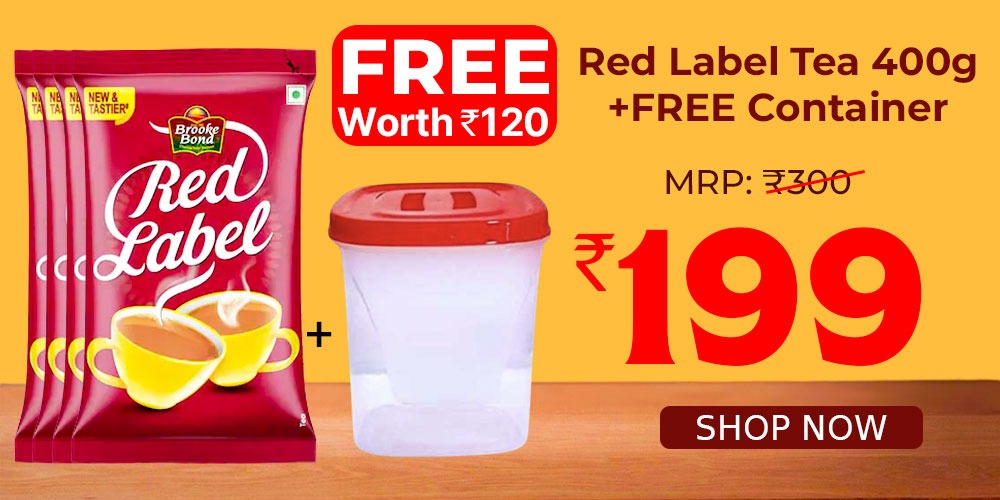 NEW &
TASTIER#
Brooke
Bond
Red
Label
Tea
+
FREE
Worth ₹120
Red Label Tea 400g
+FREE Container
MRP: ₹300
₹199
SHOP NOW